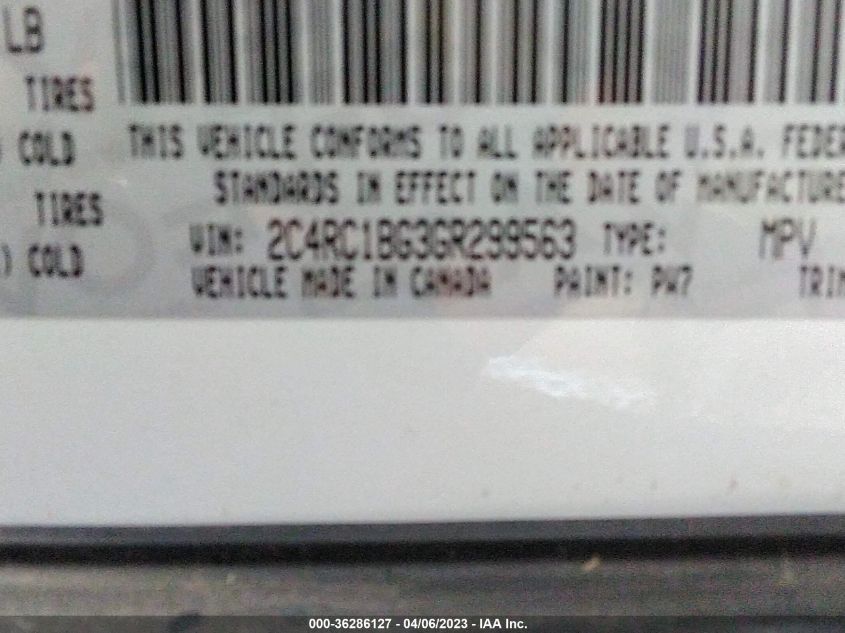 LB
TIRES
COLD
THIS VEHICLE CONFORMS TO ALL APPLICABLE U.S.A. FEDER
STANDARDS IN EFFECT ON THE DATE OF MANUFACTURE
TIRES
VIN: 2C4RC1BG3GR299563 TYPE: MPV
) COLD
VEHICLE MADE IN CANADA PAINT: PW7 TRIM
000-36286127 - 04/06/2023 - IAA Inc.